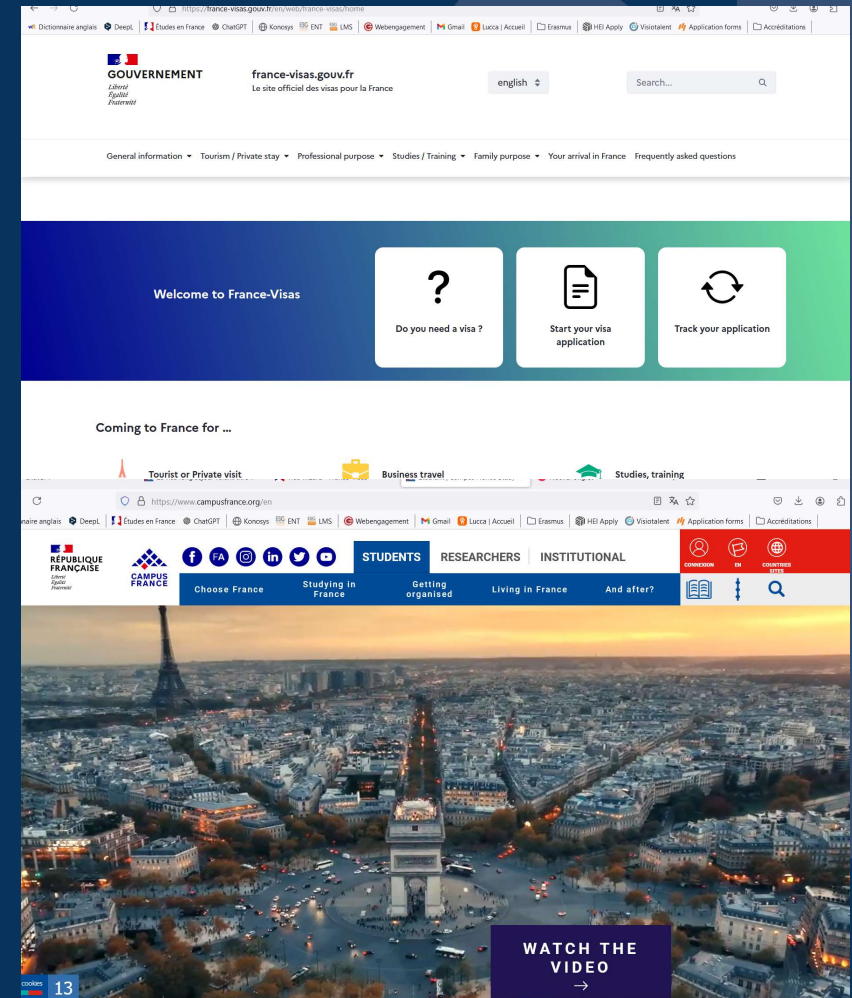 https://france-visas.gouv.fr/en/web/france-visas/home
Dictionnaire anglais DeepL Études en France ChatGPT Konosys ENT LMS Webengagement Gmail Lucca | Accueil Erasmus HEI Apply Visiotalent Application forms Accréditations
GOUVERNEMENT
Liberté
Égalité
Fraternité
france-visas.gouv.fr
Le site officiel des visas pour la France
english
Search...
General information Tourism / Private stay Professional purpose Studies / Training Family purpose Your arrival in France Frequently asked questions
Welcome to France-Visas
?
Do you need a visa ?
Start your visa
application
Track your application
Coming to France for ...
Tourist or Private visit
Business travel
Studies, training
https://www.campusfrance.org/en
naire anglais DeepL Études en France ChatGPT Konosys ENT LMS Webengagement Gmail Lucca | Accueil Erasmus HEI Apply Visiotalent Application forms Accréditations
RÉPUBLIQUE
FRANÇAISE
Liberté
Égalité
Fraternité
CAMPUS
FRANCE
FA
STUDENTS
RESEARCHERS
INSTITUTIONAL
CONNEXION
EN
COUNTRIES
SITES
Choose France
Studying in
France
Getting
organised
Living in France
And after?
WATCH THE
VIDEO
→
cookies
13